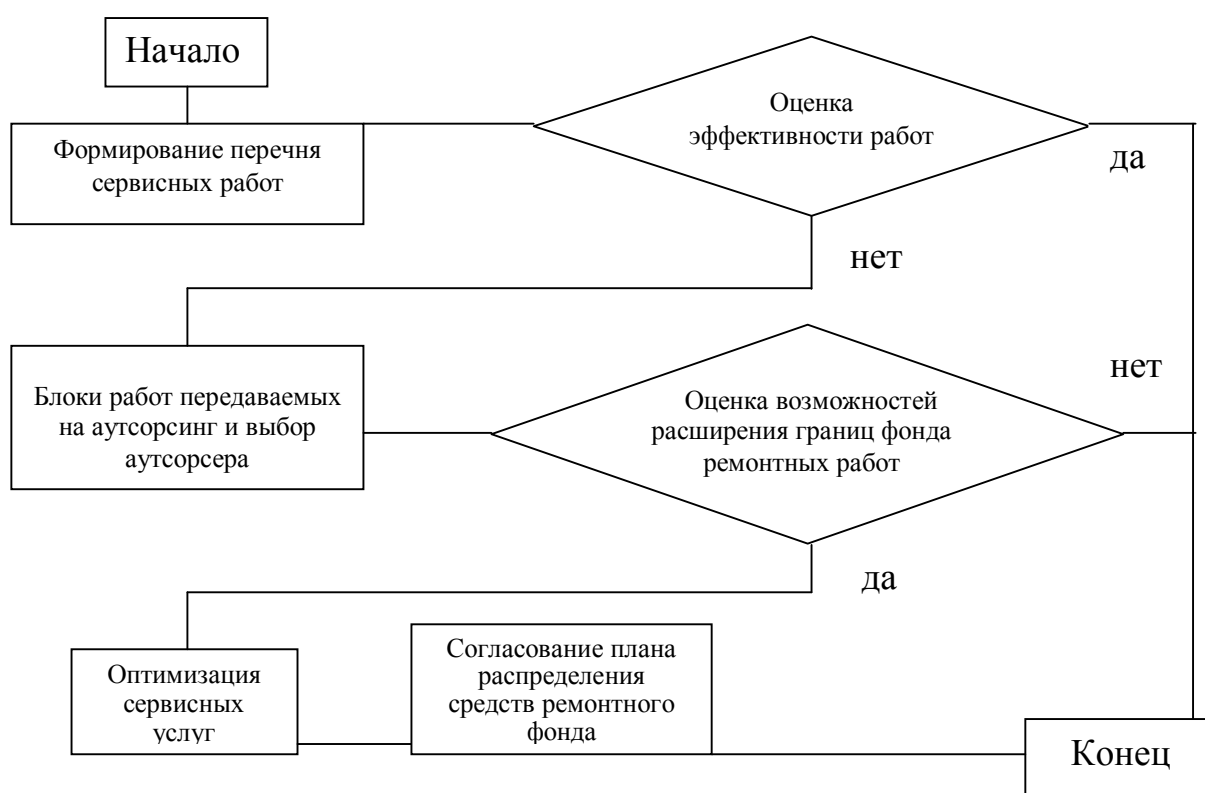 Начало
Формирование перечня
сервисных работ
Оценка
эффективности работ
да
нет
Блоки работ передаваемых
на аутсорсинг и выбор
аутсорсера
Оценка возможностей
расширения границ фонда
ремонтных работ
нет
да
Оптимизация
сервисных
услуг
Согласование плана
распределения
средств ремонтного
фонда
Конец